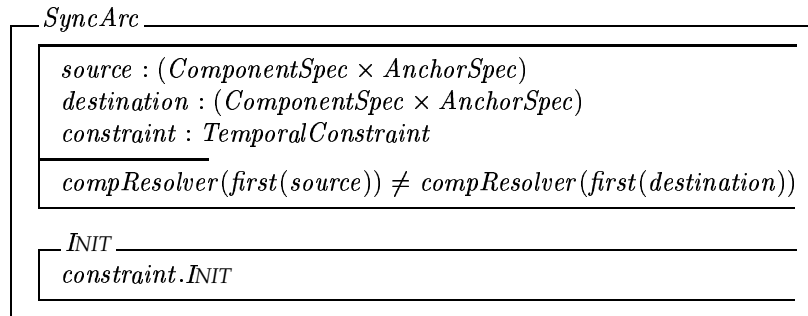 SyncArc
source : (ComponentSpec × AnchorSpec)
destination : (ComponentSpec × AnchorSpec)
constraint : TemporalConstraint
compResolver(first(source)) ≠ compResolver(first(destination))
INIT
constraint.INIT